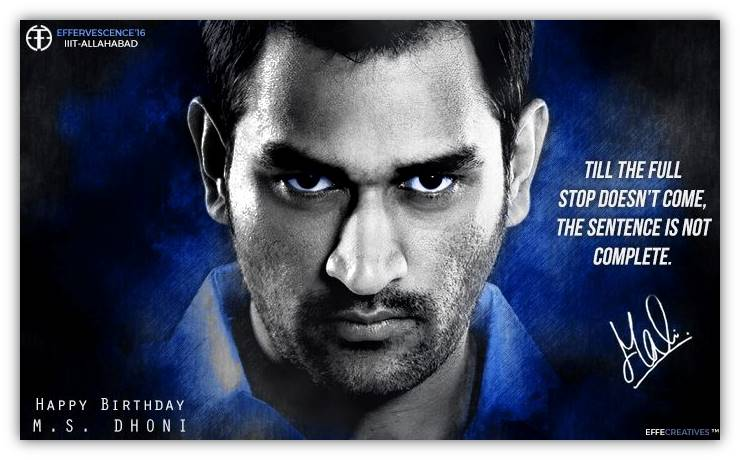 EFFERVESCENCE'16
IIIT-ALLAHABAD
TILL THE FULL
STOP DOESN'T COME,
THE SENTENCE IS NOT
COMPLETE.
Mahi.
HAPPY BIRTHDAY
M.S. DHONI
EFFECREATIVES™